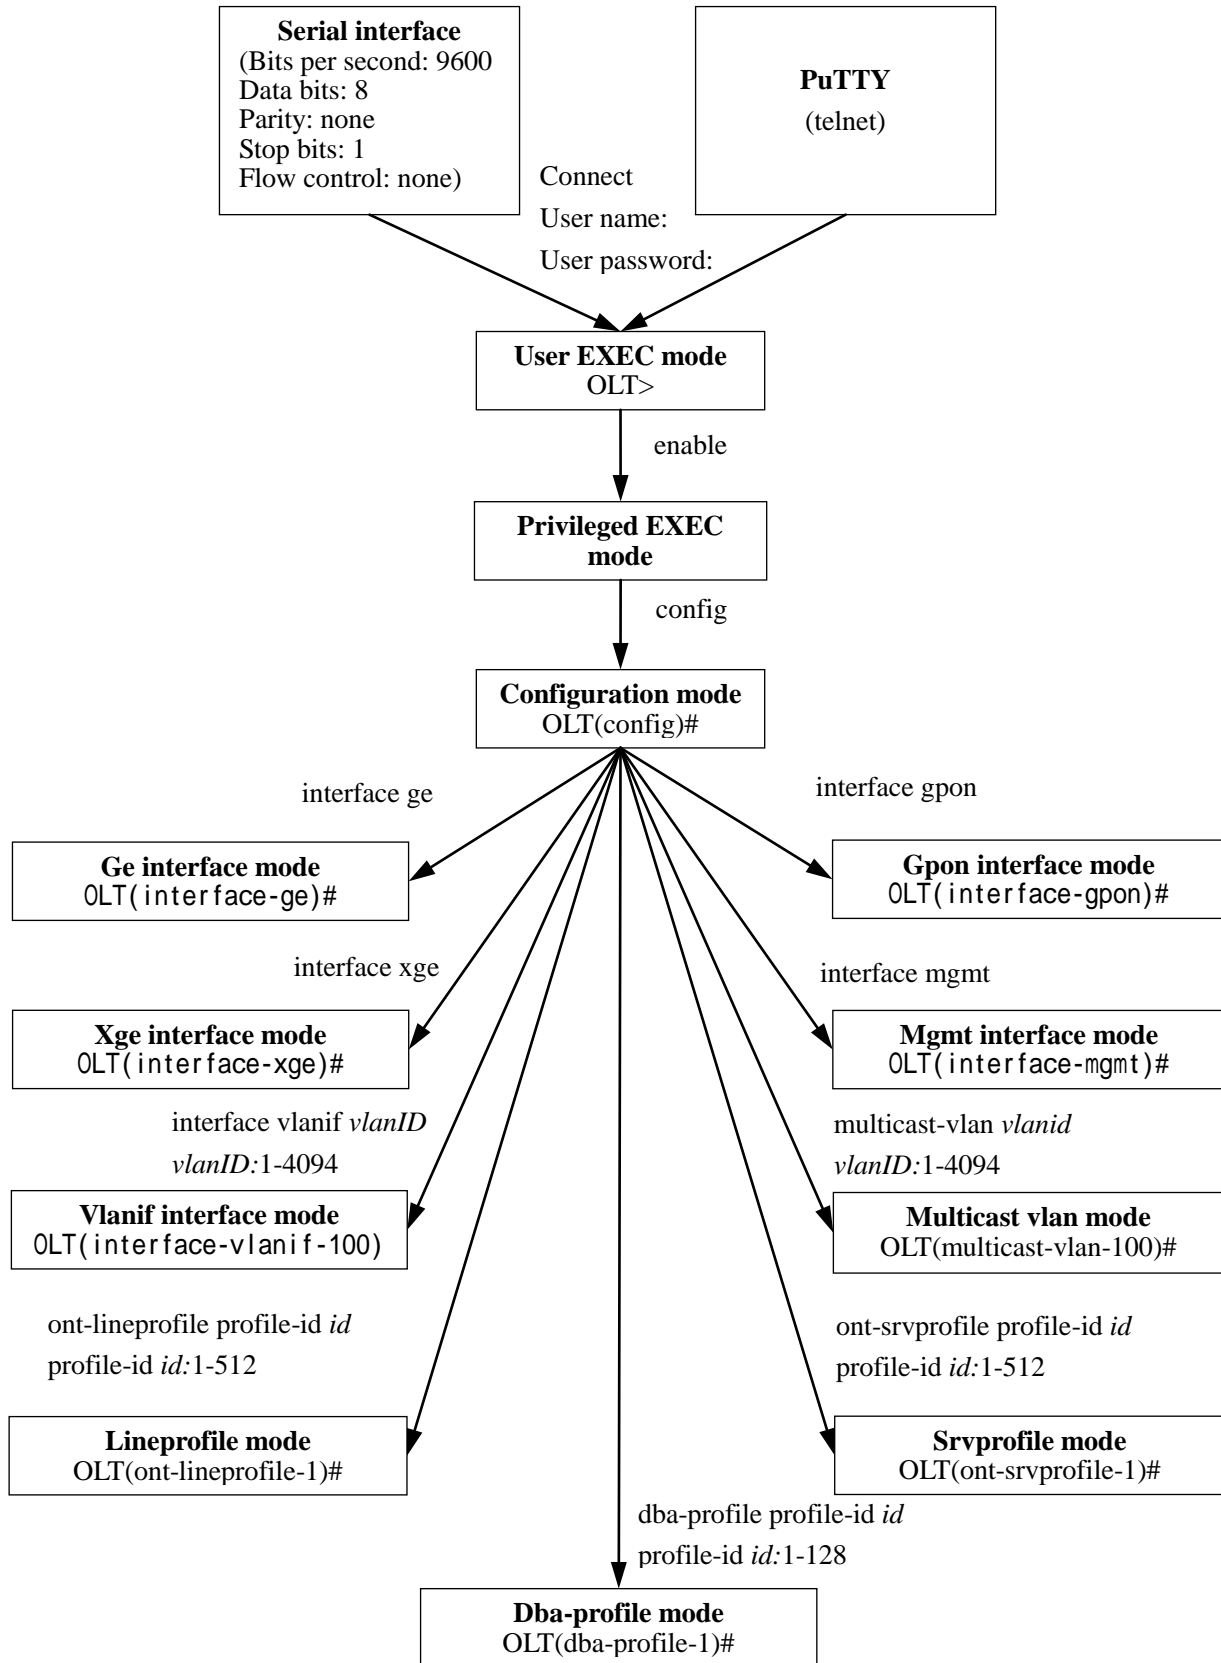 Serial interface
(Bits per second: 9600
Data bits: 8
Parity: none
Stop bits: 1
Flow control: none)
PuTTY
(telnet)
Connect
User name:
User password:
User EXEC mode
OLT>
enable
Privileged EXEC
mode
config
Configuration mode
OLT(config)#
interface ge
interface gpon
Ge interface mode
OLT(interface-ge)#
Gpon interface mode
OLT(interface-gpon)#
interface xge
interface mgmt
Xge interface mode
OLT(interface-xge)#
Mgmt interface mode
OLT(interface-mgmt)#
interface vlanif vlanID
vlanID:1-4094
multicast-vlan vlanid
vlanID:1-4094
Vlanif interface mode
OLT(interface-vlanif-100)
Multicast vlan mode
OLT(multicast-vlan-100)#
ont-lineprofile profile-id id
profile-id id:1-512
ont-srvprofile profile-id id
profile-id id:1-512
Lineprofile mode
OLT(ont-lineprofile-1)#
Srvprofile mode
OLT(ont-srvprofile-1)#
dba-profile profile-id id
profile-id id:1-128
Dba-profile mode
OLT(dba-profile-1)#